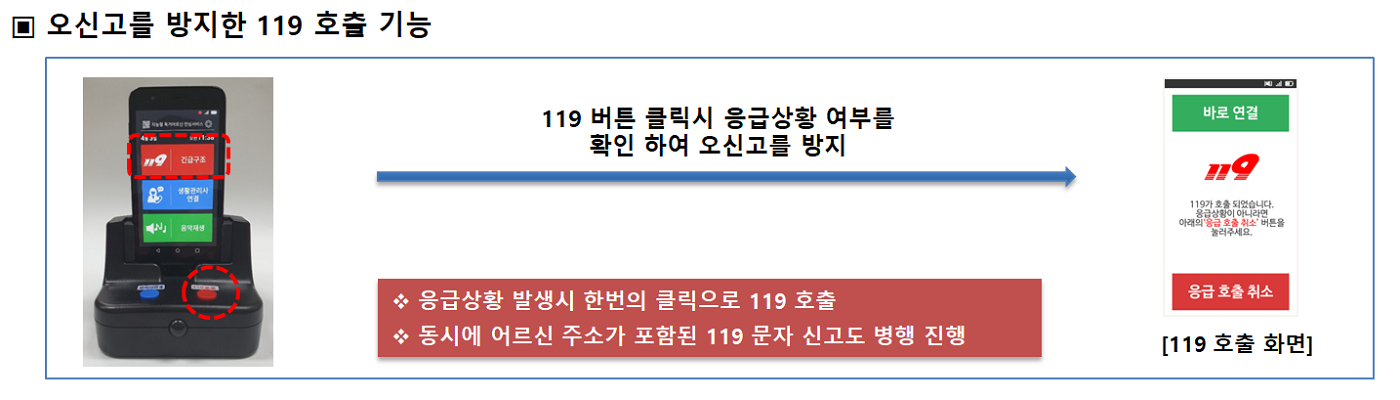 ▣ 오신고를 방지한 119 호출 기능
119 긴급구조
생활관리사
연결
음악재생
119 버튼 클릭시 응급상황 여부를
확인 하여 오신고를 방지
❖ 응급상황 발생시 한번의 클릭으로 119 호출
❖ 동시에 어르신 주소가 포함된 119 문자 신고도 병행 진행
바로 연결
119
119가 호출 되었습니다.
응급상황이 아니라면
아래의'응급 호출 취소' 버튼을
눌러주세요.
응급 호출 취소
[119 호출 화면]